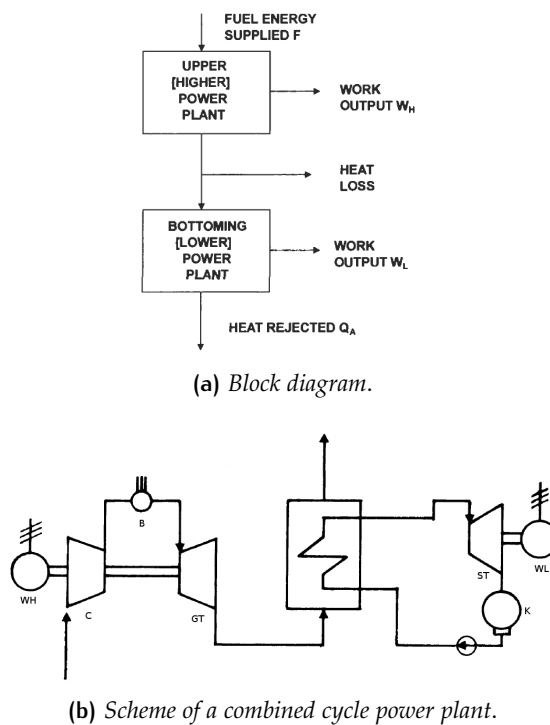 FUEL ENERGY
SUPPLIED F
UPPER
[HIGHER]
POWER
PLANT
WORK
OUTPUT W_H
HEAT
LOSS
BOTTOMING
[LOWER]
POWER
PLANT
WORK
OUTPUT W_L
HEAT REJECTED Q_A
(a) Block diagram.
B
WH
C
GT
ST
WL
K
(b) Scheme of a combined cycle power plant.